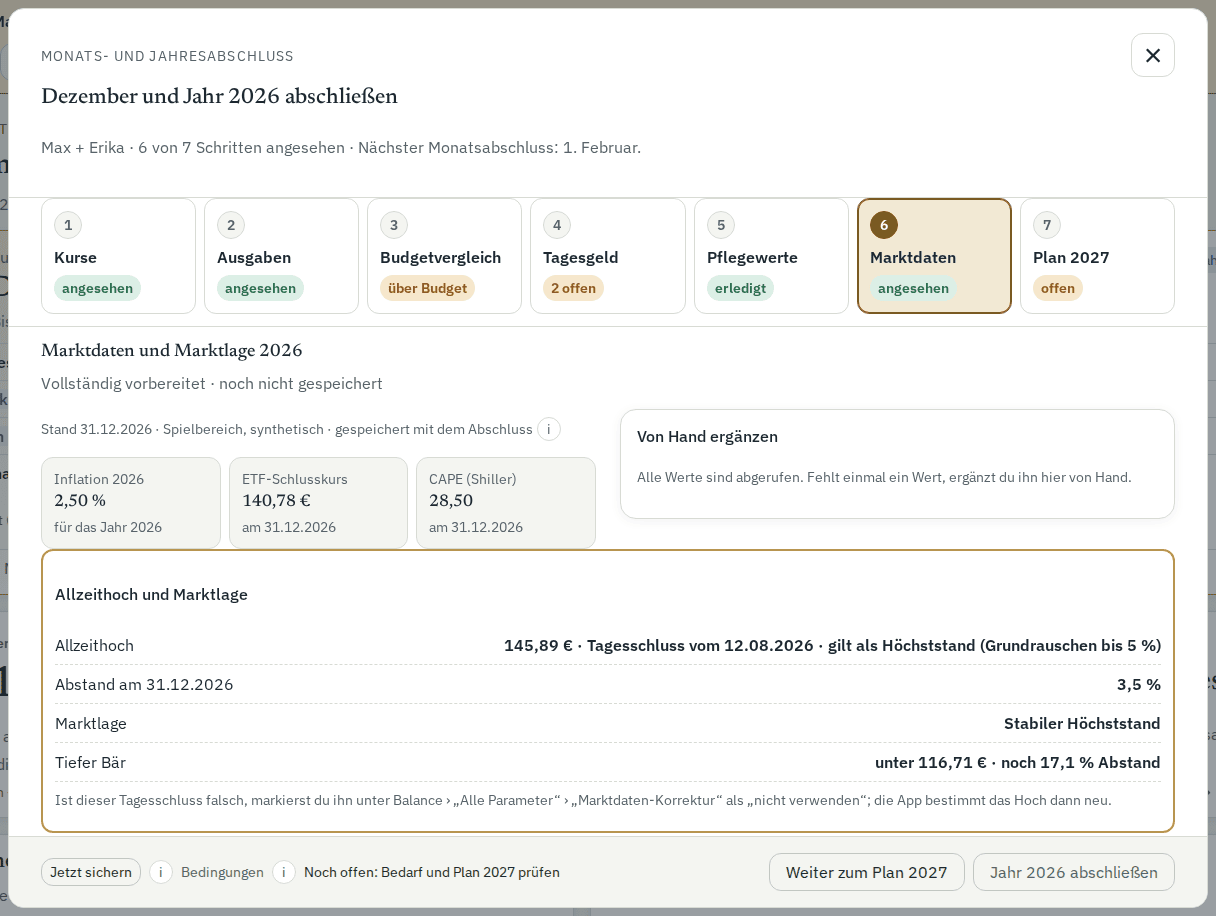 MONATS- UND JAHRESABSCHLUSS
Dezember und Jahr 2026 abschließen
Max + Erika · 6 von 7 Schritten angesehen · Nächster Monatsabschluss: 1. Februar.
1
Kurse
angesehen
2
Ausgaben
angesehen
3
Budgetvergleich
über Budget
4
Tagesgeld
2 offen
5
Pflegewerte
erledigt
6
Marktdaten
angesehen
7
Plan 2027
offen
Marktdaten und Marktlage 2026
Vollständig vorbereitet · noch nicht gespeichert
Stand 31.12.2026 · Spielbereich, synthetisch · gespeichert mit dem Abschluss i
Inflation 2026
2,50 %
für das Jahr 2026
ETF-Schlusskurs
140,78 €
am 31.12.2026
CAPE (Shiller)
28,50
am 31.12.2026
Von Hand ergänzen
Alle Werte sind abgerufen. Fehlt einmal ein Wert, ergänzt du ihn hier von Hand.
Allzeithoch und Marktlage
Allzeithoch 145,89 € · Tagesschluss vom 12.08.2026 · gilt als Höchststand (Grundrauschen bis 5 %)
Abstand am 31.12.2026 3,5 %
Marktlage Stabiler Höchststand
Tiefer Bär unter 116,71 € · noch 17,1 % Abstand
Ist dieser Tagesschluss falsch, markierst du ihn unter Balance › „Alle Parameter“ › „Marktdaten-Korrektur“ als „nicht verwenden“; die App bestimmt das Hoch dann neu.
Jetzt sichern i Bedingungen i Noch offen: Bedarf und Plan 2027 prüfen
Weiter zum Plan 2027
Jahr 2026 abschließen